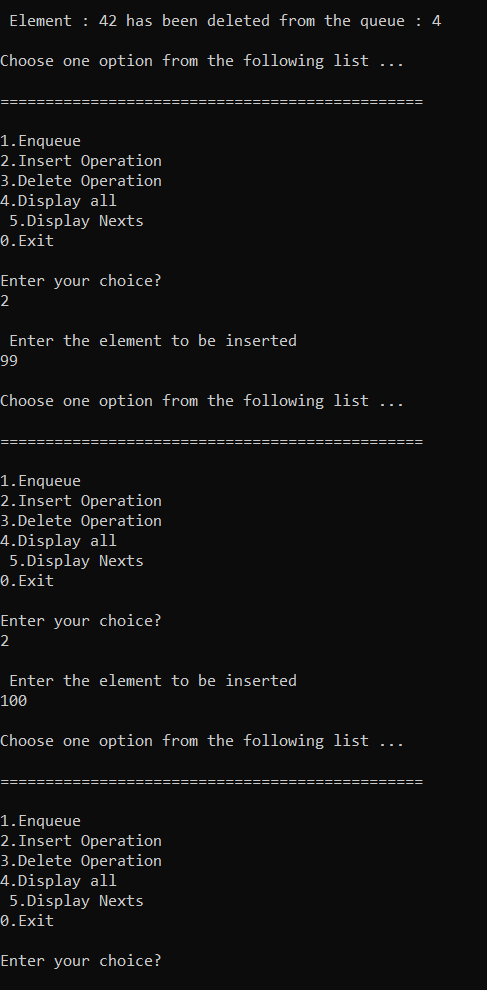 Element : 42 has been deleted from the queue : 4
Choose one option from the following list ...
===============================================
1.Enqueue
2.Insert Operation
3.Delete Operation
4.Display all
5.Display Nexts
0.Exit
Enter your choice?
2
Enter the element to be inserted
99
Choose one option from the following list ...
===============================================
1.Enqueue
2.Insert Operation
3.Delete Operation
4.Display all
5.Display Nexts
0.Exit
Enter your choice?
2
Enter the element to be inserted
100
Choose one option from the following list ...
===============================================
1.Enqueue
2.Insert Operation
3.Delete Operation
4.Display all
5.Display Nexts
0.Exit
Enter your choice?